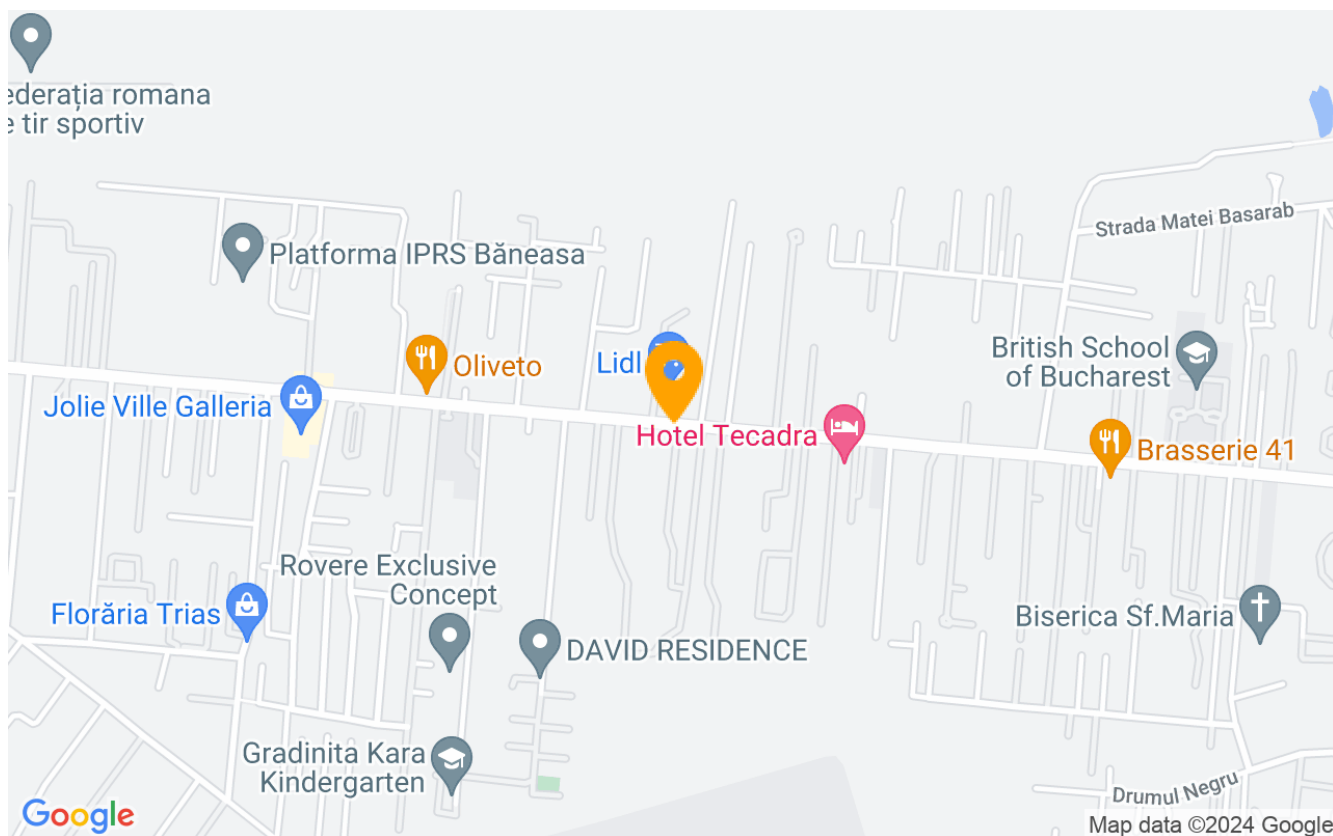 ederația romana
e tir sportiv
Strada Matei Basarab
Platforma IPRS Băneasa
British School
of Bucharest
Lidl
Oliveto
Jolie Ville Galleria
Hotel Tecadra
Brasserie 41
Rovere Exclusive
Concept
Florăria Trias
Biserica Sf.Maria
DAVID RESIDENCE
Gradinita Kara
Kindergarten
Drumul Negru
Google
Map data ©2024 Google